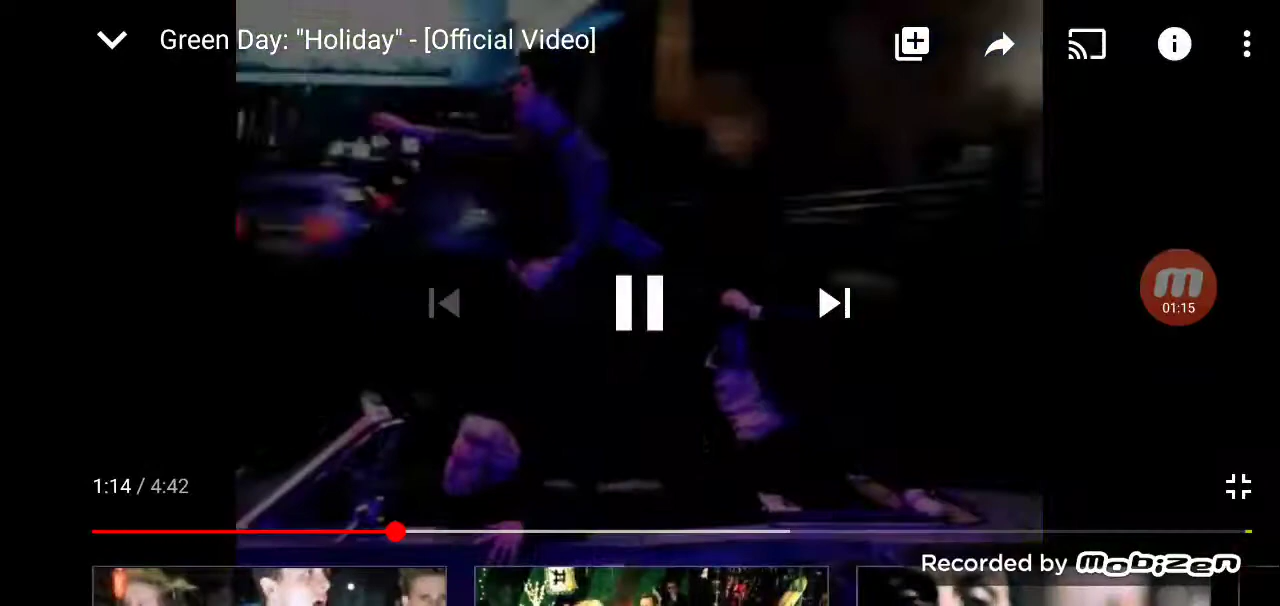 Green Day: "Holiday" - [Official Video]
m
01:15
1:14 / 4:42
Recorded by mobizen